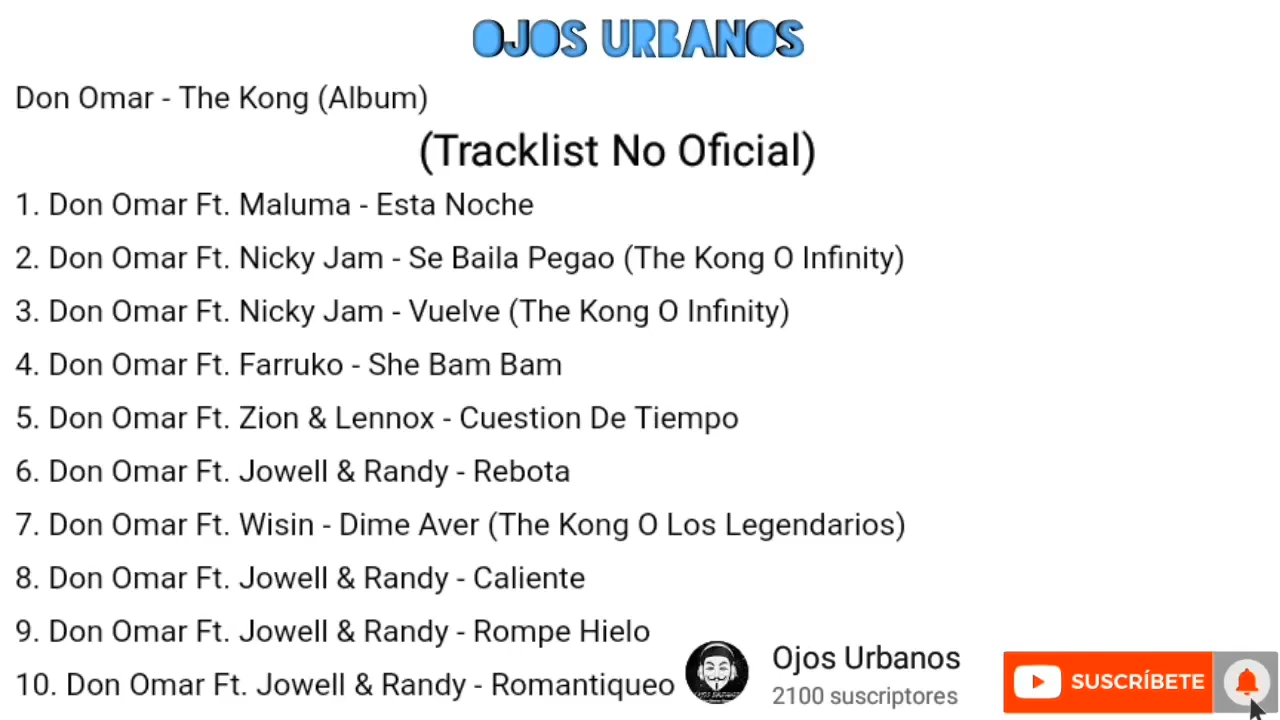 OJOS URBANOS
Don Omar - The Kong (Album)
(Tracklist No Oficial)
1. Don Omar Ft. Maluma - Esta Noche
2. Don Omar Ft. Nicky Jam - Se Baila Pegao (The Kong O Infinity)
3. Don Omar Ft. Nicky Jam - Vuelve (The Kong O Infinity)
4. Don Omar Ft. Farruko - She Bam Bam
5. Don Omar Ft. Zion & Lennox - Cuestion De Tiempo
6. Don Omar Ft. Jowell & Randy - Rebota
7. Don Omar Ft. Wisin - Dime Aver (The Kong O Los Legendarios)
8. Don Omar Ft. Jowell & Randy - Caliente
9. Don Omar Ft. Jowell & Randy - Rompe Hielo
10. Don Omar Ft. Jowell & Randy - Romantiqueo
Ojos Urbanos
2100 suscriptores
SUSCRÍBETE